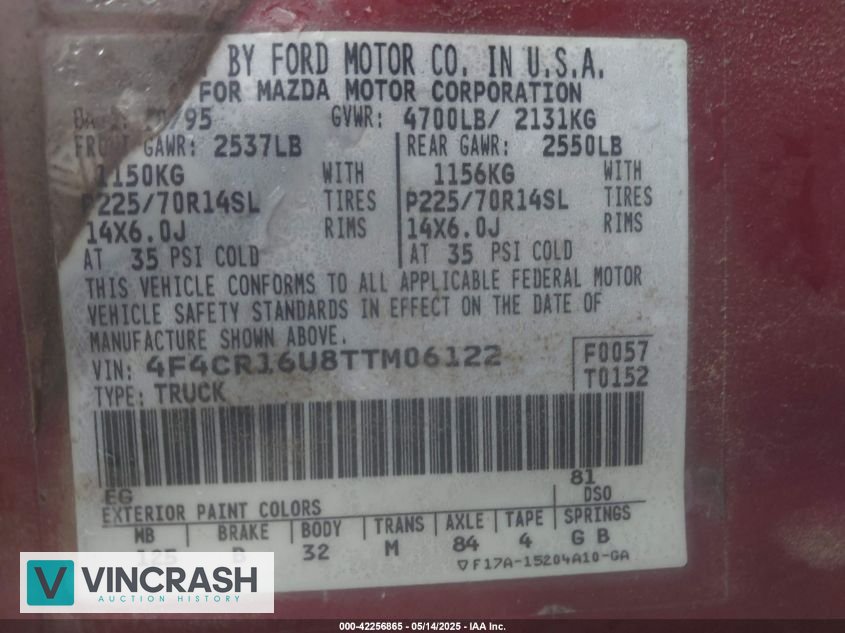 BY FORD MOTOR CO. IN U.S.A.
FOR MAZDA MOTOR CORPORATION
/95 GVWR: 4700LB/ 2131KG
FRONT GAWR: 2537LB REAR GAWR: 2550LB
1150KG WITH 1156KG WITH
P225/70R14SL TIRES P225/70R14SL TIRES
14X6.0J RIMS 14X6.0J RIMS
AT 35 PSI COLD AT 35 PSI COLD
THIS VEHICLE CONFORMS TO ALL APPLICABLE FEDERAL MOTOR
VEHICLE SAFETY STANDARDS IN EFFECT ON THE DATE OF
MANUFACTURE SHOWN ABOVE.
VIN: 4F4CR16U8TTM06122 F0057
TYPE: TRUCK T0152
EG 81
EXTERIOR PAINT COLORS DSO
WB BRAKE BODY TRANS AXLE TAPE SPRINGS
125 32 M 84 4 G B
▽F17A-15204A10-GA
VINCRASH
AUCTION HISTORY
000-42256865 - 05/14/2025 - IAA Inc.